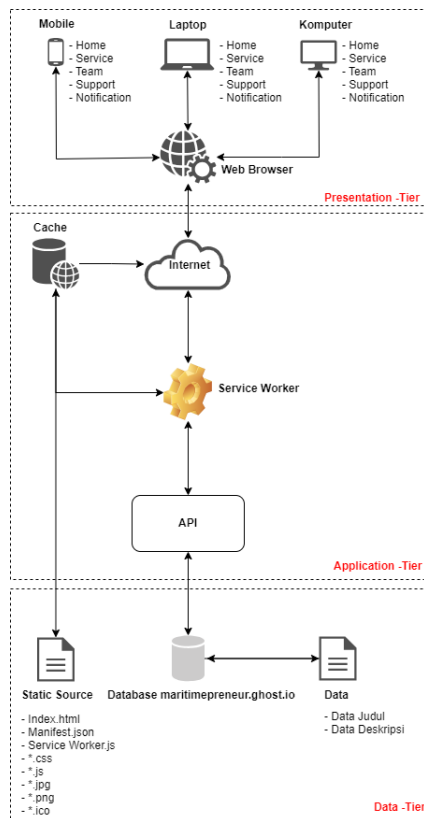 Mobile
- Home
- Service
- Team
- Support
- Notification
Laptop
- Home
- Service
- Team
- Support
- Notification
Komputer
- Home
- Service
- Team
- Support
- Notification
Web Browser
Presentation -Tier
Cache
Internet
Service Worker
API
Application -Tier
Static Source
- Index.html
- Manifest.json
- Service Worker.js
- *.css
- *.js
- *.jpg
- *.png
- *.ico
Database maritimepreneur.ghost.io
Data
- Data Judul
- Data Deskripsi
Data -Tier